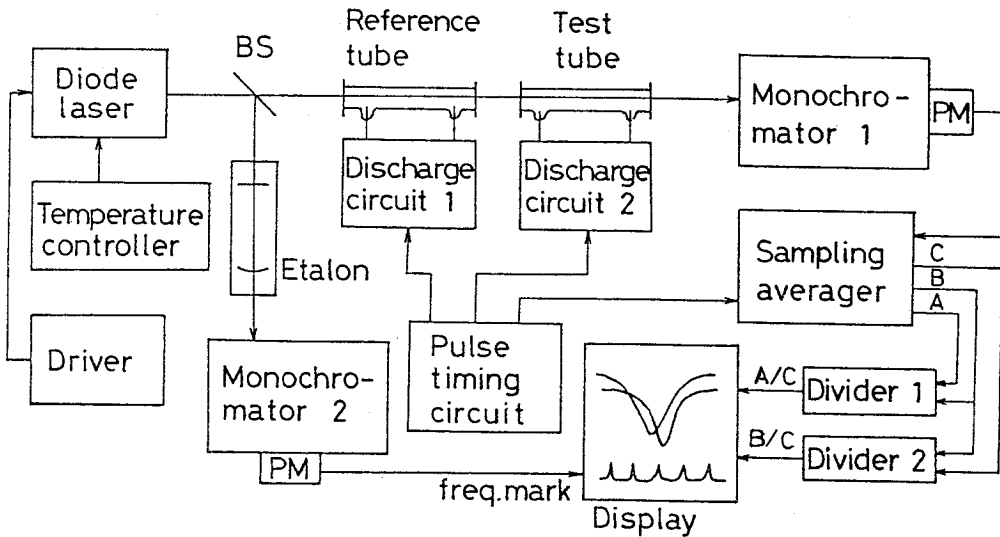 Reference
tube
Test
tube
BS
Diode
laser
Monochro-
mator 1
PM
Discharge
circuit 1
Discharge
circuit 2
Temperature
controller
Etalon
Sampling
averager
C
B
A
Driver
Monochro-
mator 2
PM
Pulse
timing
circuit
A/C
Divider 1
B/C
Divider 2
freq.mark
Display